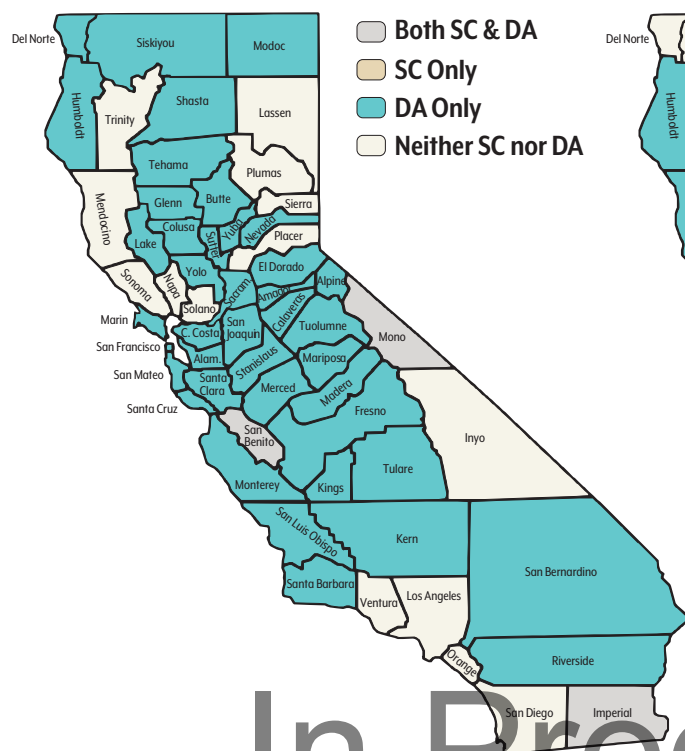 Both SC & DA
SC Only
DA Only
Neither SC nor DA
Del Norte
Siskiyou
Modoc
Humboldt
Trinity
Shasta
Lassen
Tehama
Plumas
Mendocino
Glenn
Butte
Sierra
Colusa
Yuba
Nevada
Sutter
Placer
Lake
Yolo
El Dorado
Sonoma
Napa
Sacram.
Amador
Alpine
Solano
Calaveras
Marin
C. Costa
San
Joaquin
Tuolumne
Mono
San Francisco
Alam.
Stanislaus
Mariposa
San Mateo
Santa
Clara
Merced
Madera
Santa Cruz
Fresno
San
Benito
Inyo
Monterey
Kings
Tulare
San Luis Obispo
Kern
San Bernardino
Santa Barbara
Ventura
Los Angeles
Orange
Riverside
San Diego
Imperial
Del Norte
Humboldt